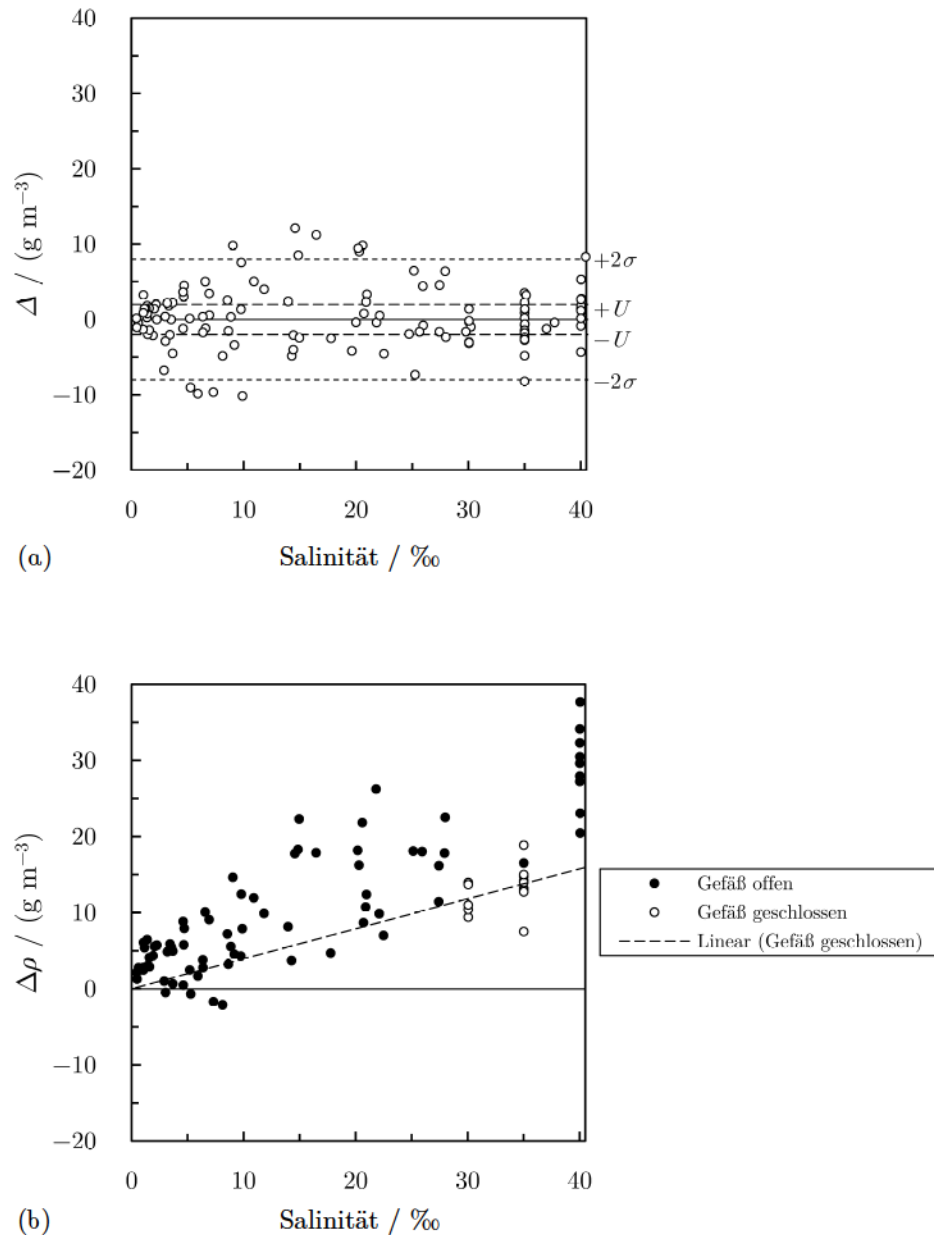 40
30
20
10
0
−10
−20
Δ / (g m⁻³)
+2σ
+U
−U
−2σ
0 10 20 30 40
(a) Salinität / ‰
40
30
20
10
0
−10
−20
Δρ / (g m⁻³)
Gefäß offen
Gefäß geschlossen
Linear (Gefäß geschlossen)
0 10 20 30 40
(b) Salinität / ‰